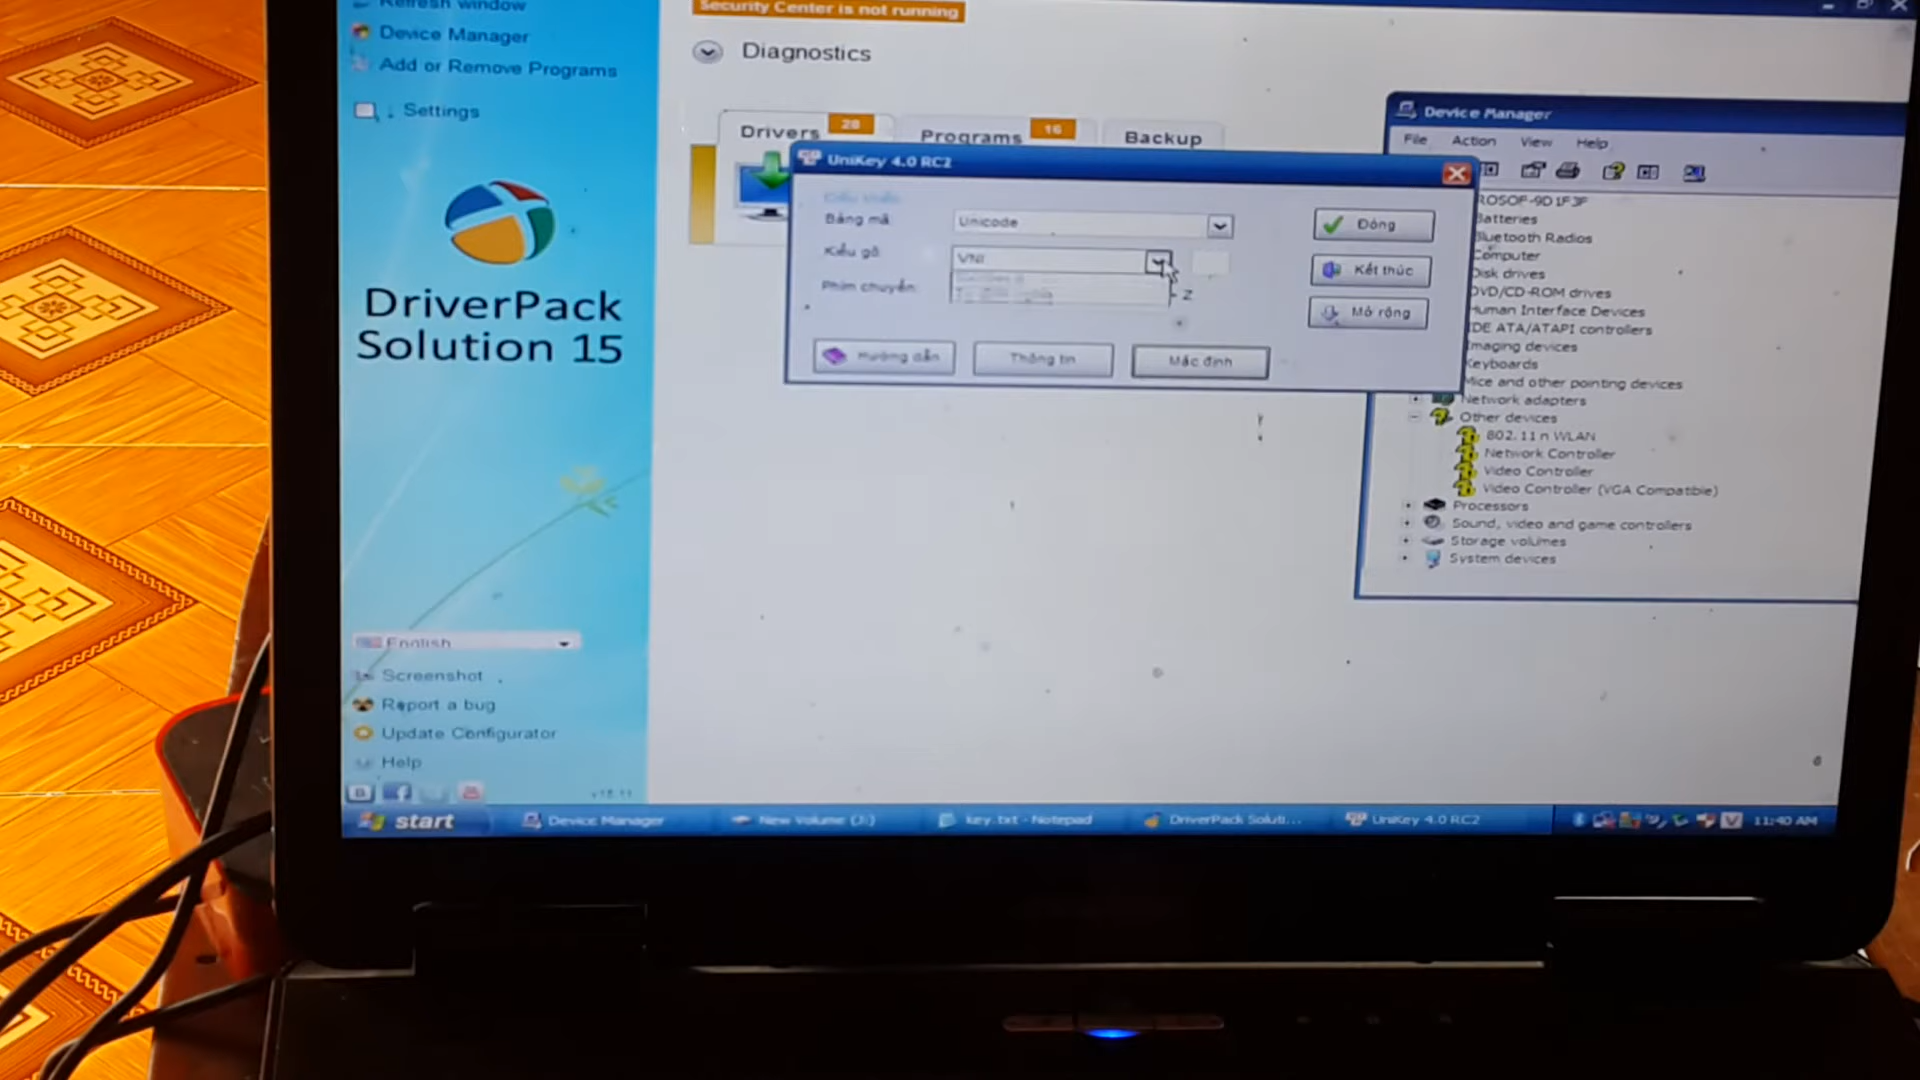 Refresh window
Device Manager
Add or Remove Programs
Settings
DriverPack
Solution 15
English
Screenshot
Report a bug
Update Configurator
Help
Security Center is not running
Diagnostics
Drivers 28
Programs 16
Backup
UniKey 4.0 RC2
Bảng mã
Unicode
Kiểu gõ
VNI
Phím chuyển
Z
Đóng
Kết thúc
Mở rộng
Hướng dẫn
Thông tin
Mặc định
Device Manager
File Action View Help
ROSOF-9D1F3F
Batteries
Bluetooth Radios
Computer
Disk drives
DVD/CD-ROM drives
Human Interface Devices
IDE ATA/ATAPI controllers
Imaging devices
Keyboards
Mice and other pointing devices
Network adapters
Other devices
802.11 n WLAN
Network Controller
Video Controller
Video Controller (VGA Compatible)
Processors
Sound, video and game controllers
Storage volumes
System devices
start
Device Manager
New Volume (J:)
key.txt - Notepad
DriverPack Soluti...
UniKey 4.0 RC2
V
11:40 AM